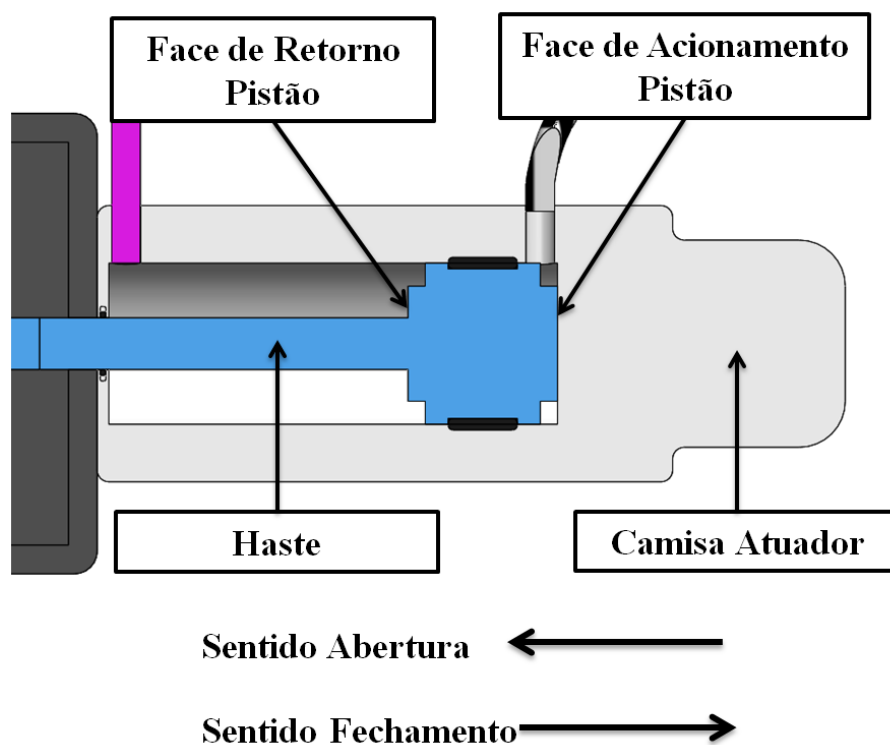 Face de Retorno
Pistão
Face de Acionamento
Pistão
Haste
Camisa Atuador
Sentido Abertura
Sentido Fechamento